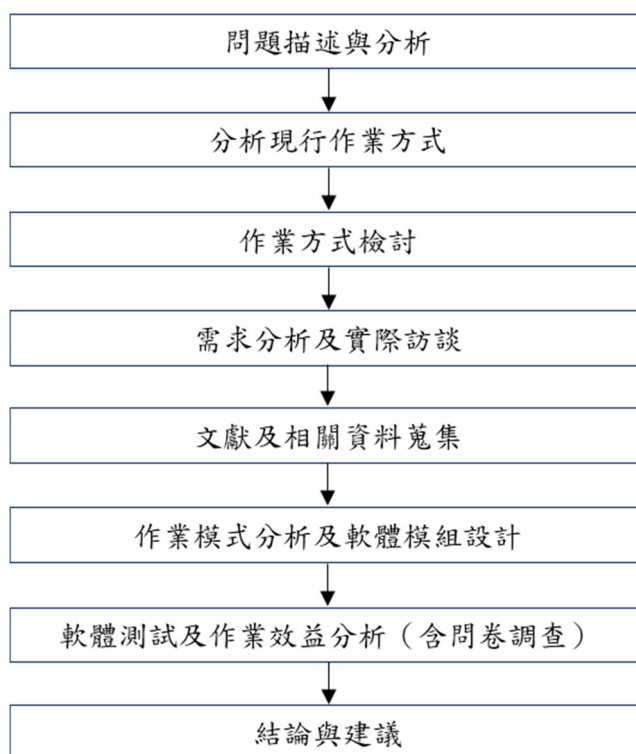 問題描述與分析
分析現行作業方式
作業方式檢討
需求分析及實際訪談
文獻及相關資料蒐集
作業模式分析及軟體模組設計
軟體測試及作業效益分析（含問卷調查）
結論與建議